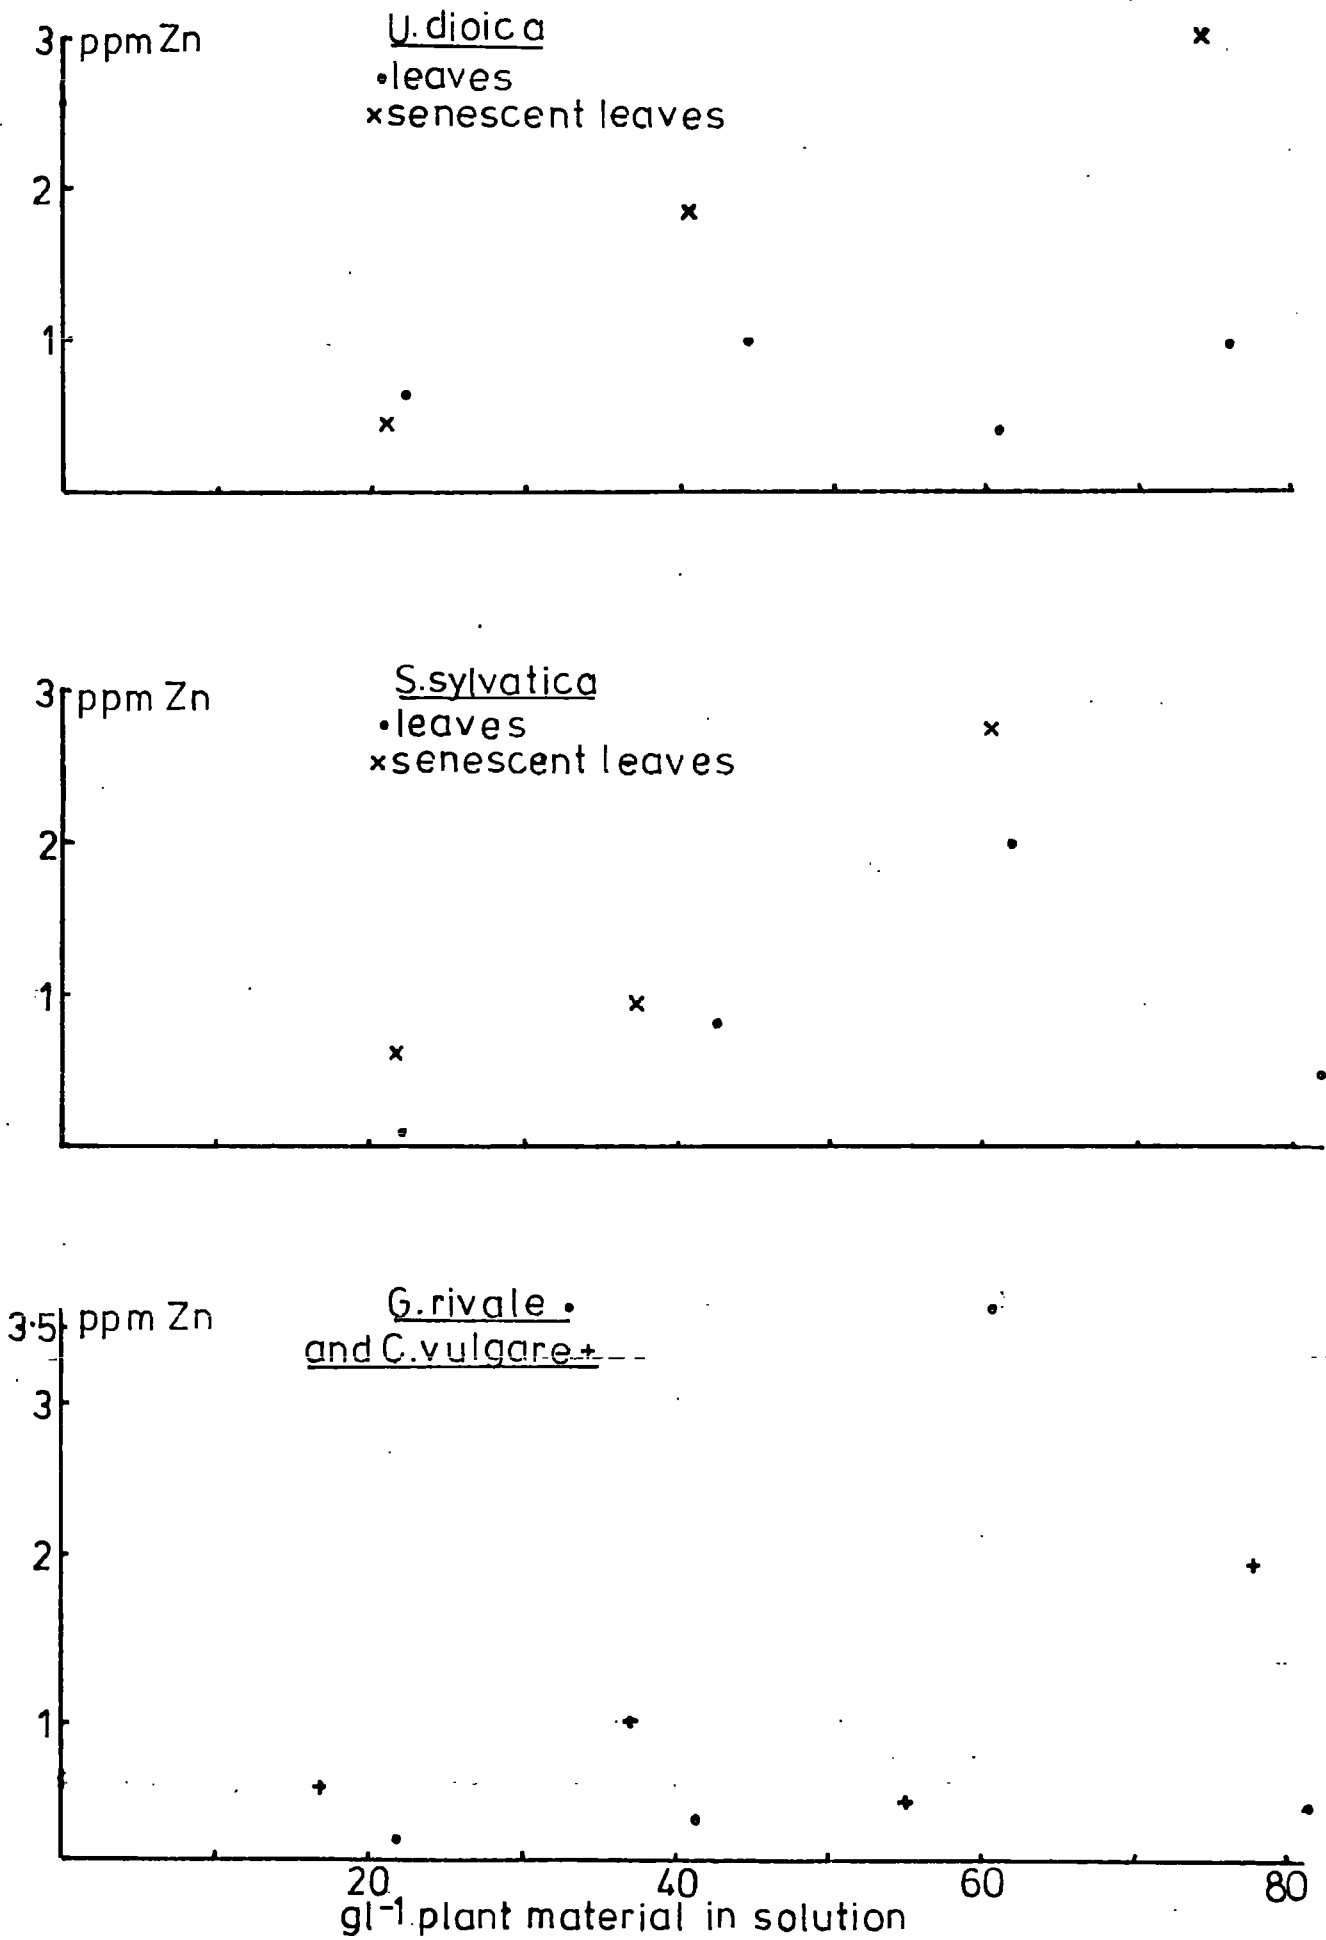 3 ppm Zn
U. dioica
• leaves
x senescent leaves
2
1
3 ppm Zn
S. sylvatica
• leaves
x senescent leaves
2
1
3·5 ppm Zn
G. rivale •
and C. vulgare +
3
2
1
20 40 60 80
gl⁻¹ plant material in solution